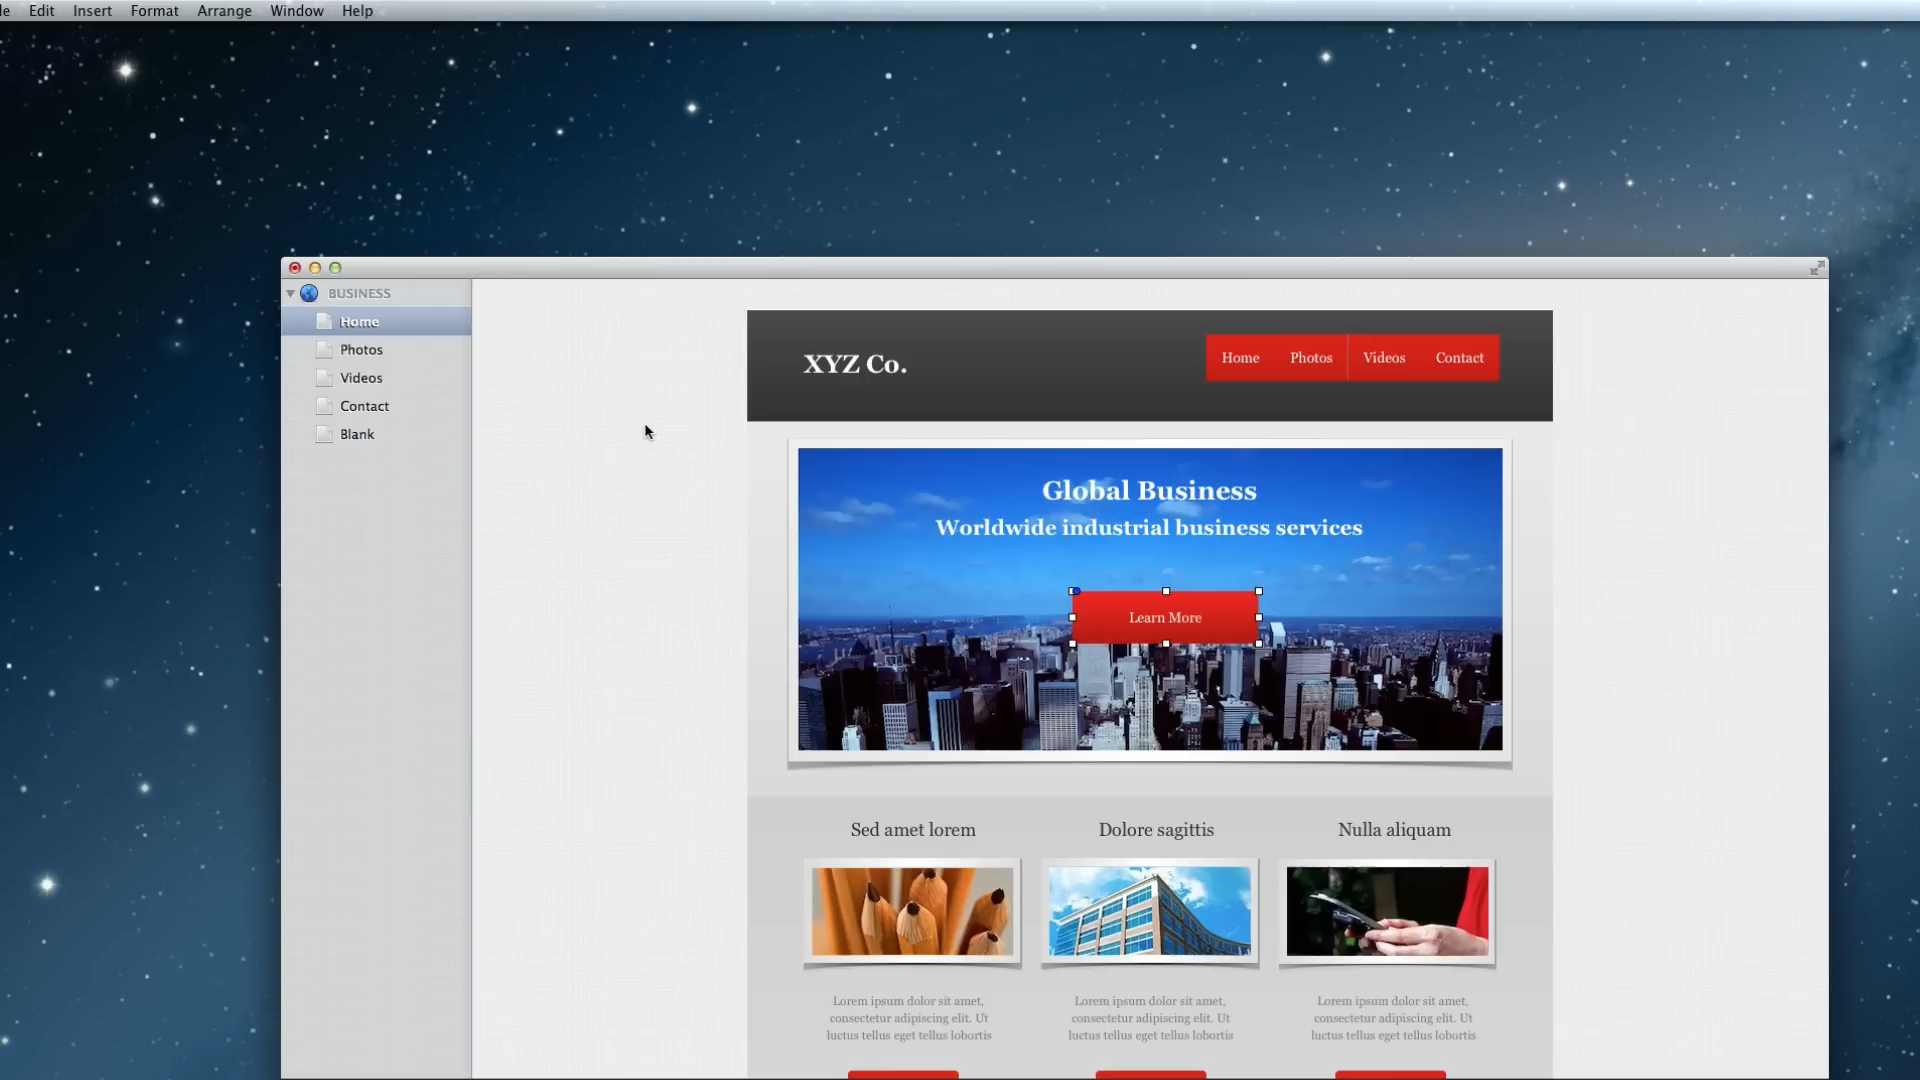 Edit Insert Format Arrange Window Help
BUSINESS
Home
Photos
Videos
Contact
Blank
XYZ Co.
Home Photos Videos Contact
Global Business
Worldwide industrial business services
Learn More
Sed amet lorem
Dolore sagittis
Nulla aliquam
Lorem ipsum dolor sit amet,
consectetur adipiscing elit. Ut
luctus tellus eget tellus lobortis
Lorem ipsum dolor sit amet,
consectetur adipiscing elit. Ut
luctus tellus eget tellus lobortis
Lorem ipsum dolor sit amet,
consectetur adipiscing elit. Ut
luctus tellus eget tellus lobortis